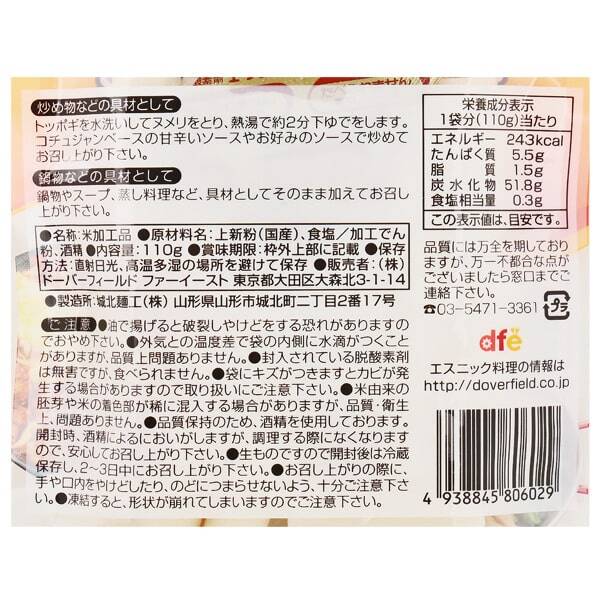 炒め物などの具材として
トッポギを水洗いしてヌメリをとり、熱湯で約2分下ゆでをします。
コチュジャンベースの甘辛いソースやお好みのソースで炒めて
お召し上がり下さい。
鍋物などの具材として
鍋物やスープ、蒸し料理など、具材としてそのまま加えてお召し
上がり下さい。
●名称:米加工品 ●原材料名:上新粉(国産)、食塩/加工でん
粉、酒精 ●内容量:110g ●賞味期限:枠外上部に記載 ●保存
方法:直射日光、高温多湿の場所を避けて保存 ●販売者:(株)
ドーバーフィールド ファーイースト 東京都大田区大森北3-1-14
●製造所:城北麺工(株) 山形県山形市城北町二丁目2番17号
ご注意 ●油で揚げると破裂しやけどをする恐れがありますの
でおやめ下さい。●外気との温度差で袋の内側に水滴がつくこと
がありますが、品質上問題ありません。●封入されている脱酸素剤
は無害ですが、食べられません。●袋にキズがつきますとカビが発
生する場合がありますので取り扱いにご注意下さい。●米由来の
胚芽や米の着色部が稀に混入する場合がありますが、品質・衛生
上、問題ありません。●品質保持のため、酒精を使用しております。
開封時、酒精によるにおいがしますが、調理する際になくなります
ので、安心してお召し上がり下さい。●生ものですので開封後は冷蔵
保存し、2〜3日中にお召し上がり下さい。●お召し上がりの際に、
手や口内をやけどしたり、のどにつまらせないよう、十分ご注意下さ
い。●凍結すると、形状が崩れてしまいますのでご注意下さい。
栄養成分表示
1袋分(110g)当たり
エネルギー 243kcal
たんぱく質 5.5g
脂質 1.5g
炭水化物 51.8g
食塩相当量 0.3g
この表示値は、目安です。
品質には万全を期しており
ますが、万一不都合な点が
ございましたら窓口までご
連絡下さい。
☎03-5471-3361
プラ
dfe
エスニック料理の情報は
http://doverfield.co.jp
4 938845 806029